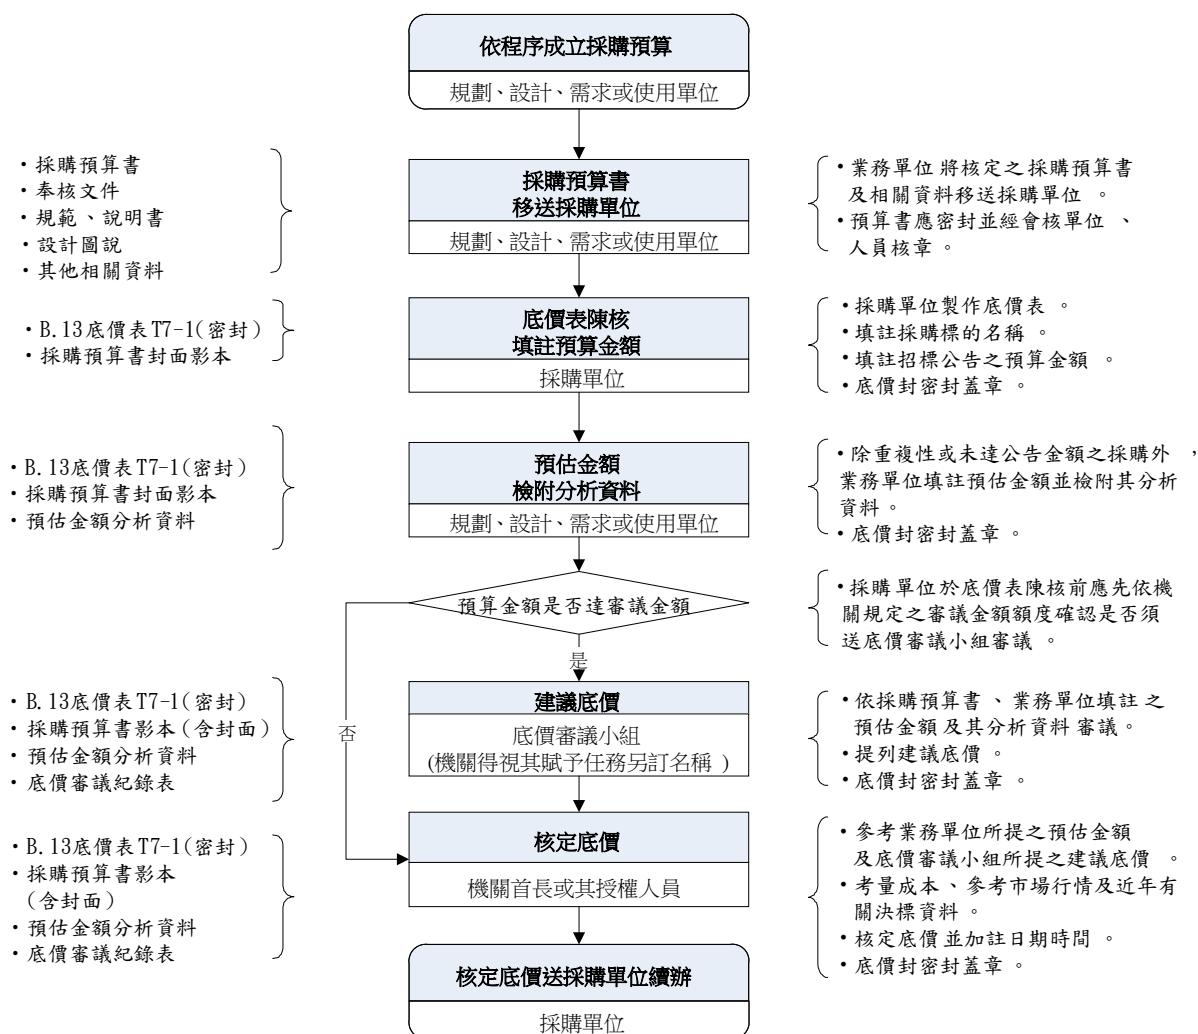 依程序成立採購預算
規劃、設計、需求或使用單位
・採購預算書
・奉核文件
・規範、說明書
・設計圖說
・其他相關資料
採購預算書
移送採購單位
規劃、設計、需求或使用單位
・業務單位將核定之採購預算書
及相關資料移送採購單位。
・預算書應密封並經會核單位、
人員核章。
・B.13底價表T7-1(密封)
・採購預算書封面影本
底價表陳核
填註預算金額
採購單位
・採購單位製作底價表。
・填註採購標的名稱。
・填註招標公告之預算金額。
・底價封密封蓋章。
・B.13底價表T7-1(密封)
・採購預算書封面影本
・預估金額分析資料
預估金額
檢附分析資料
規劃、設計、需求或使用單位
・除重複性或未達公告金額之採購外，
業務單位填註預估金額並檢附其分析
資料。
・底價封密封蓋章。
預算金額是否達審議金額
是
否
・採購單位於底價表陳核前應先依機
關規定之審議金額額度確認是否須
送底價審議小組審議。
・B.13底價表T7-1(密封)
・採購預算書影本(含封面)
・預估金額分析資料
・底價審議紀錄表
建議底價
底價審議小組
(機關得視其賦予任務另訂名稱)
・依採購預算書、業務單位填註之
預估金額及其分析資料審議。
・提列建議底價。
・底價封密封蓋章。
・B.13底價表T7-1(密封)
・採購預算書影本
(含封面)
・預估金額分析資料
・底價審議紀錄表
核定底價
機關首長或其授權人員
・參考業務單位所提之預估金額
及底價審議小組所提之建議底價。
・考量成本、參考市場行情及近年有
關決標資料。
・核定底價並加註日期時間。
・底價封密封蓋章。
核定底價送採購單位續辦
採購單位